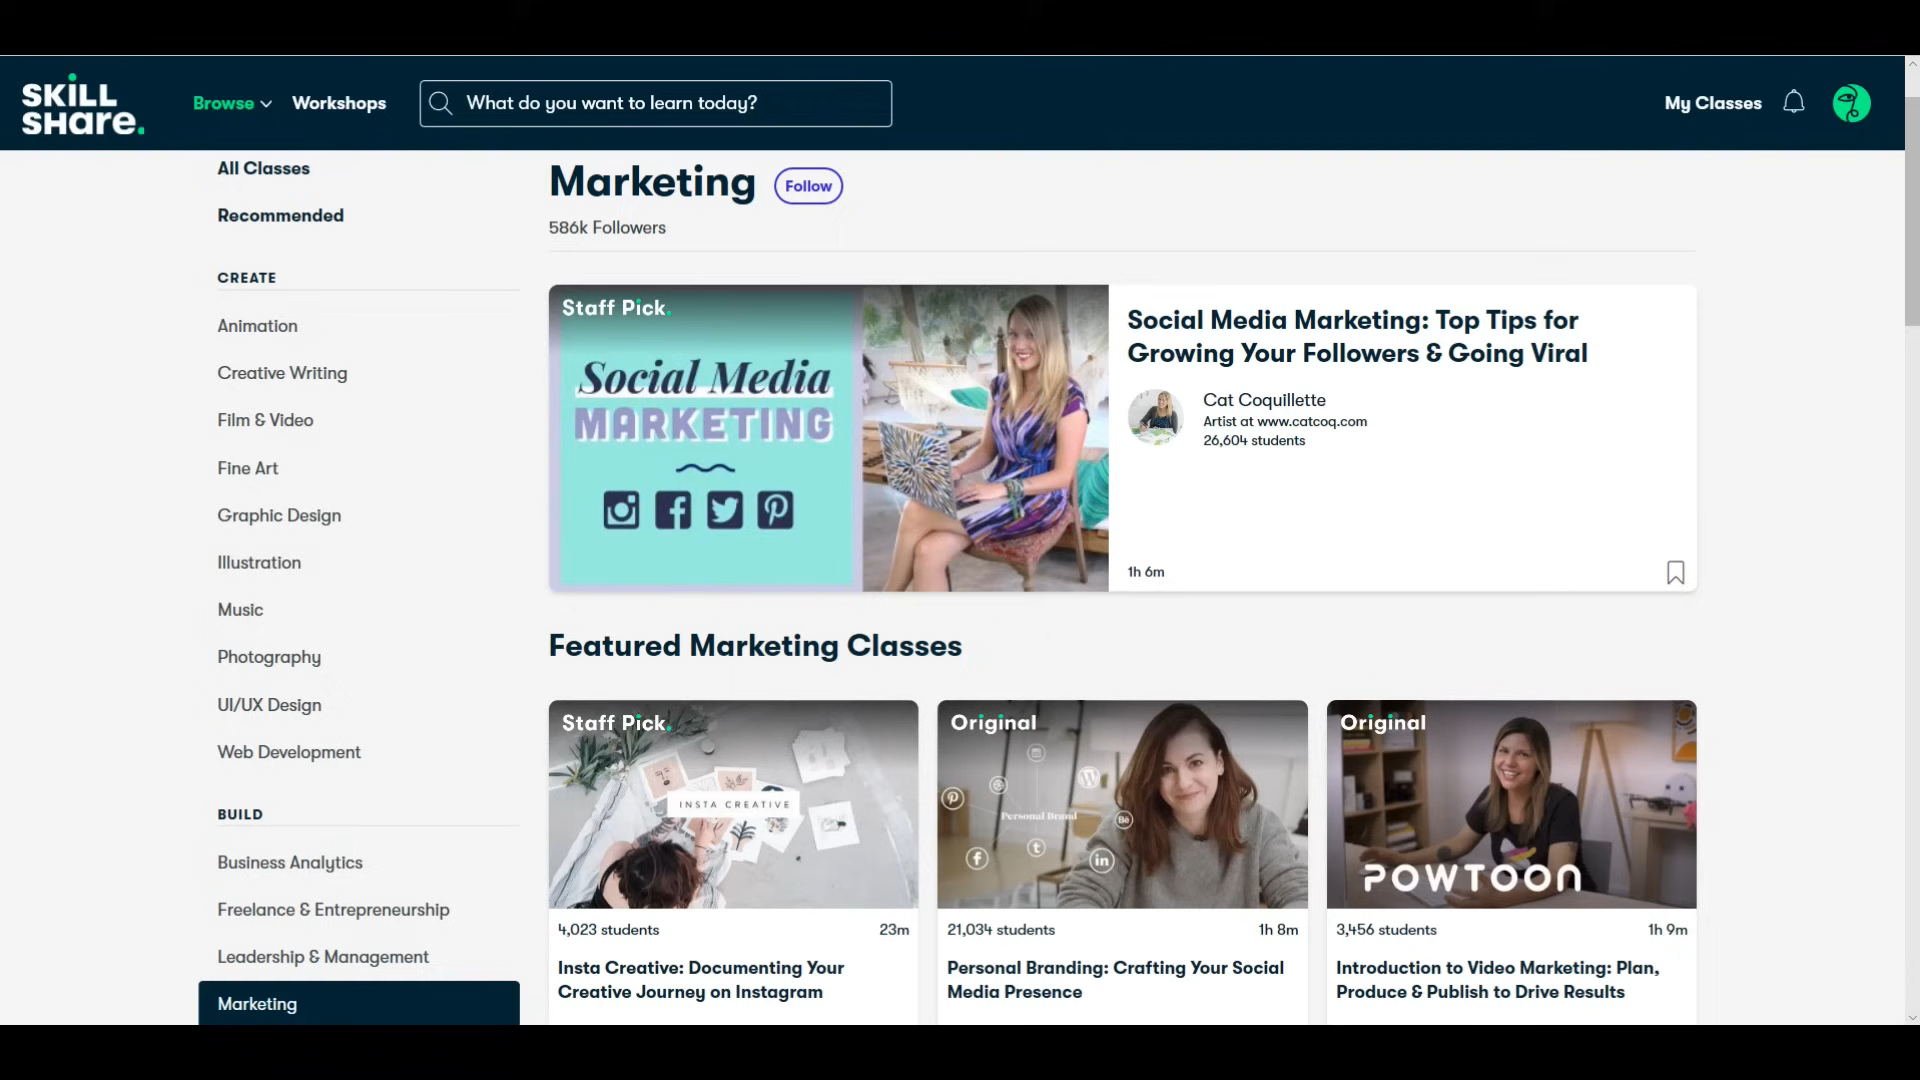 SKILL
SHare.
Browse
Workshops
What do you want to learn today?
My Classes
All Classes
Recommended
CREATE
Animation
Creative Writing
Film & Video
Fine Art
Graphic Design
Illustration
Music
Photography
UI/UX Design
Web Development
BUILD
Business Analytics
Freelance & Entrepreneurship
Leadership & Management
Marketing
Marketing
Follow
586k Followers
Staff Pick.
Social Media
MARKETING
Social Media Marketing: Top Tips for
Growing Your Followers & Going Viral
Cat Coquillette
Artist at www.catcoq.com
26,604 students
1h 6m
Featured Marketing Classes
Staff Pick.
INSTA CREATIVE
4,023 students
23m
Insta Creative: Documenting Your
Creative Journey on Instagram
Original
Personal Brand
21,034 students
1h 8m
Personal Branding: Crafting Your Social
Media Presence
Original
POWTOON
3,456 students
1h 9m
Introduction to Video Marketing: Plan,
Produce & Publish to Drive Results